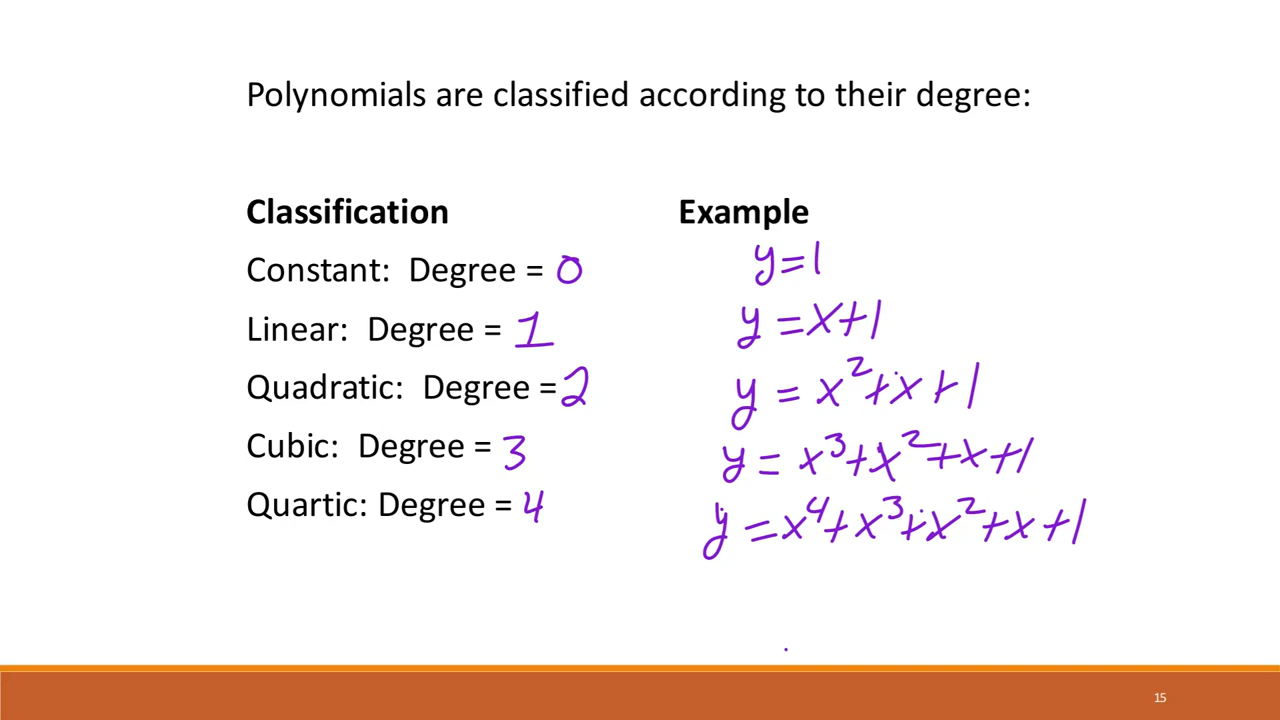 Polynomials are classified according to their degree:
Classification Example
Constant: Degree = 0 y=1
Linear: Degree = 1 y = x+1
Quadratic: Degree = 2 y = x²+x+1
Cubic: Degree = 3 y = x³+x²+x+1
Quartic: Degree = 4 y = x⁴+x³+x²+x+1
15